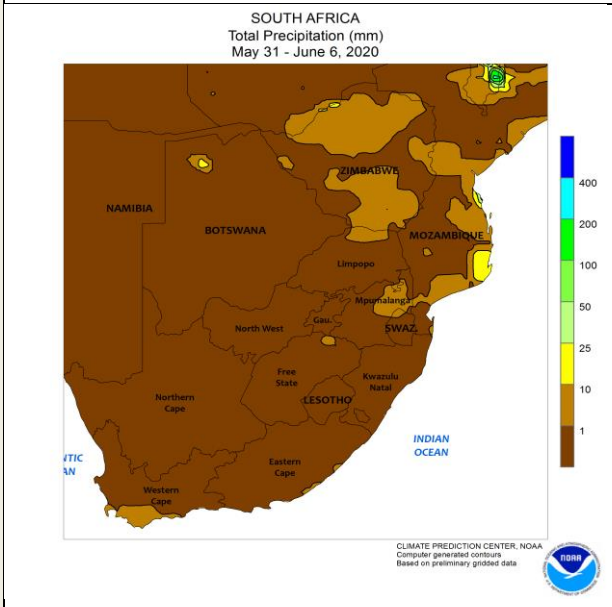 SOUTH AFRICA
Total Precipitation (mm)
May 31 - June 6, 2020
ZIMBABWE
NAMIBIA
BOTSWANA
MOZAMBIQUE
Limpopo
Mpumalanga
Gau.
North West
SWAZ.
Free
State
Kwazulu
Natal
Northern
Cape
LESOTHO
Eastern
Cape
Western
Cape
NTIC
AN
INDIAN
OCEAN
400
200
100
50
25
10
1
CLIMATE PREDICTION CENTER, NOAA
Computer generated contours
Based on preliminary gridded data
NOAA